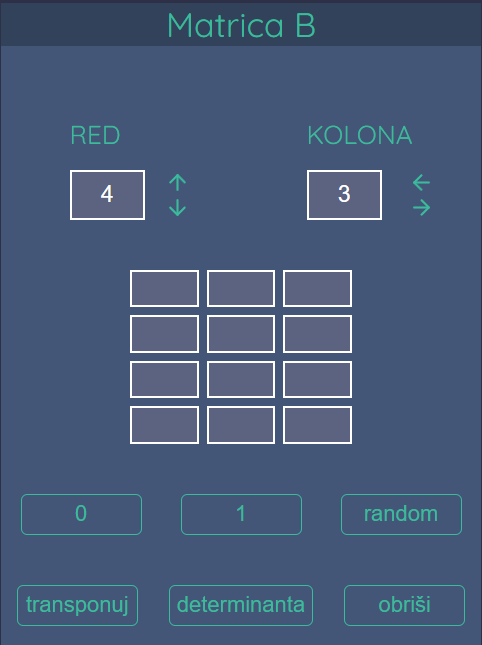 Matrica B
RED KOLONA
4 ↑ ↓ 3 ← →
0 1 random
transponuj determinanta obriši